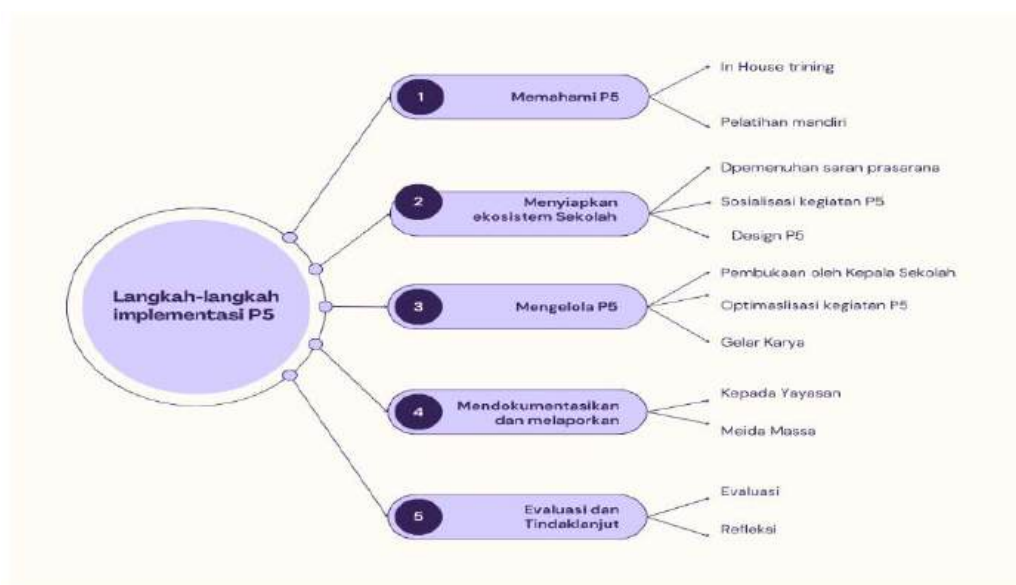 Langkah-langkah
implementasi P5
1
Memahami P5
In House trining
Pelatihan mandiri
2
Menyiapkan
ekosistem Sekolah
Dpemenuhan saran prasarana
Sosialisasi kegiatan P5
Design P5
3
Mengelola P5
Pembukaan oleh Kepala Sekolah
Optimaslisasi kegiatan P5
Gelar Karya
4
Mendokumentasikan
dan melaporkan
Kepada Yayasan
Meida Massa
5
Evaluasi dan
Tindaklanjut
Evaluasi
Refleksi